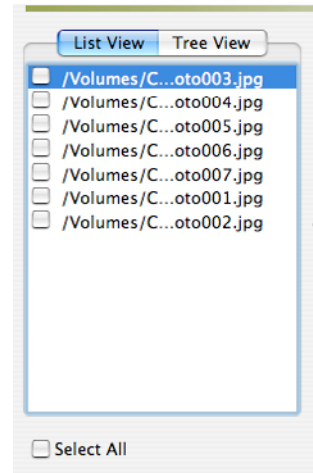 List View Tree View
/Volumes/C...oto003.jpg
/Volumes/C...oto004.jpg
/Volumes/C...oto005.jpg
/Volumes/C...oto006.jpg
/Volumes/C...oto007.jpg
/Volumes/C...oto001.jpg
/Volumes/C...oto002.jpg
Select All